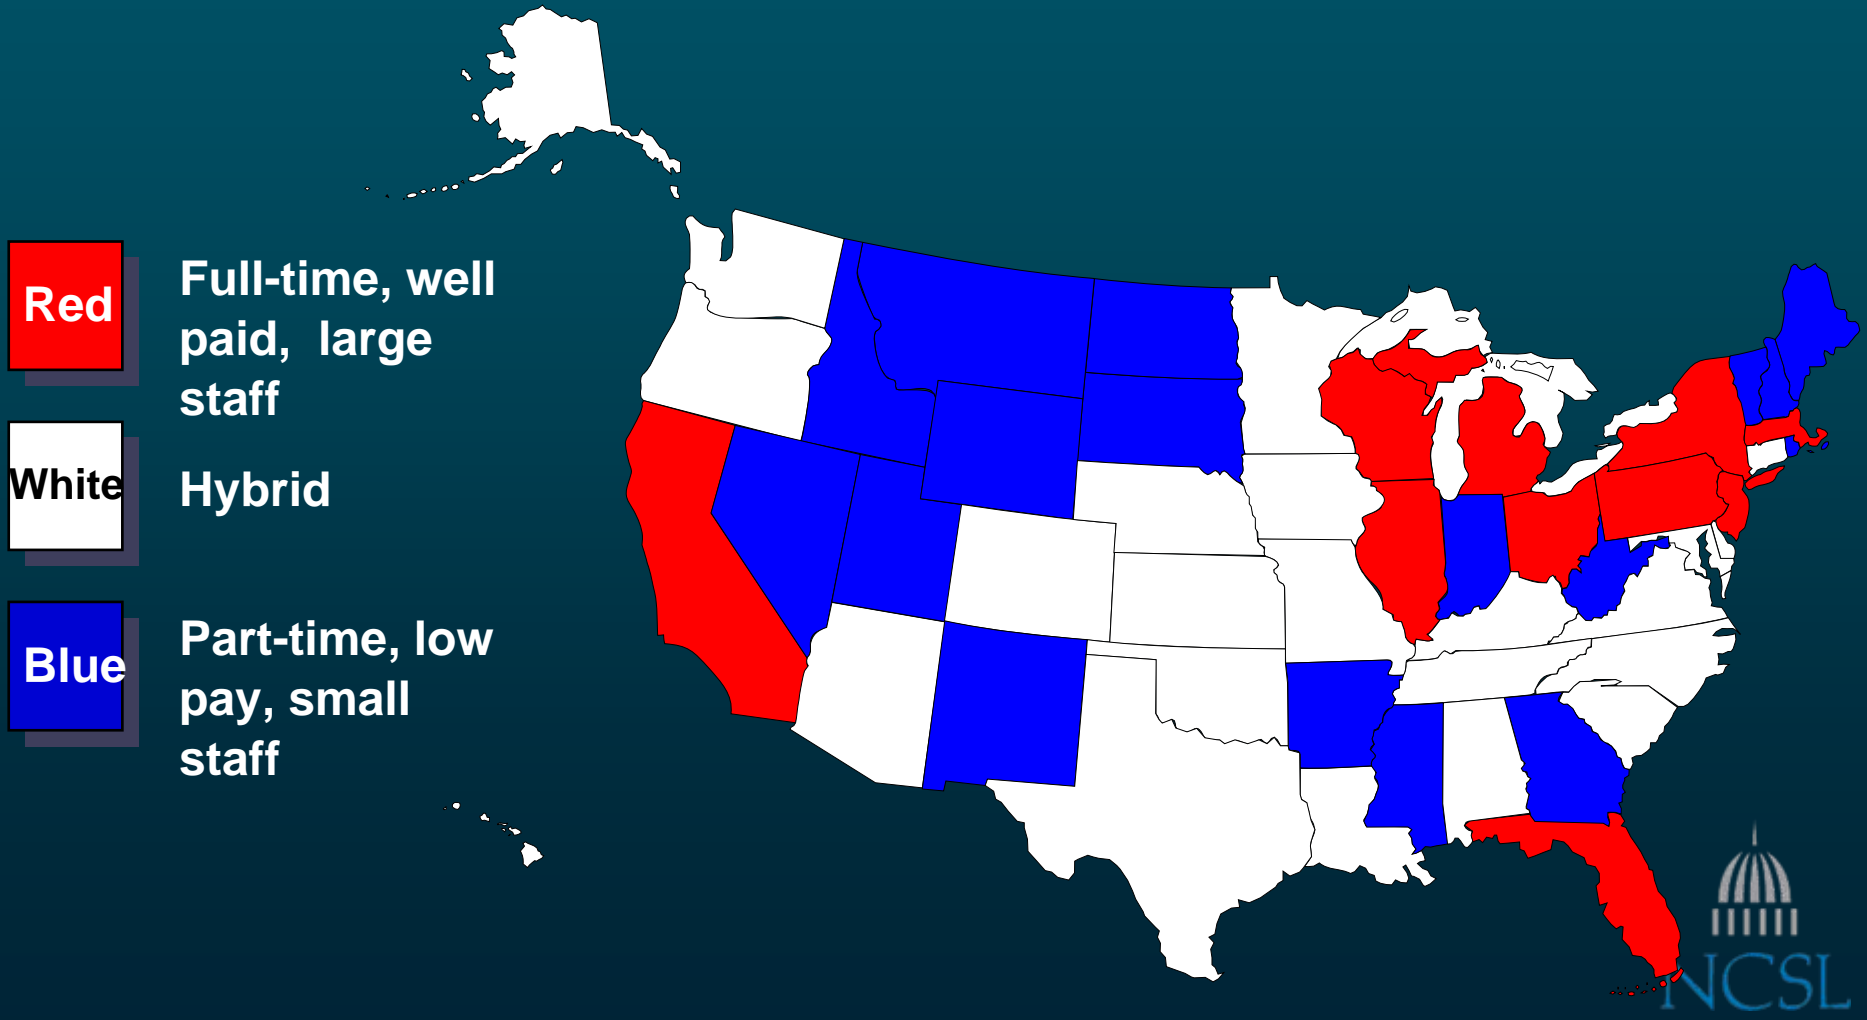 Red
Full-time, well
paid, large
staff
White
Hybrid
Blue
Part-time, low
pay, small
staff
NCSL